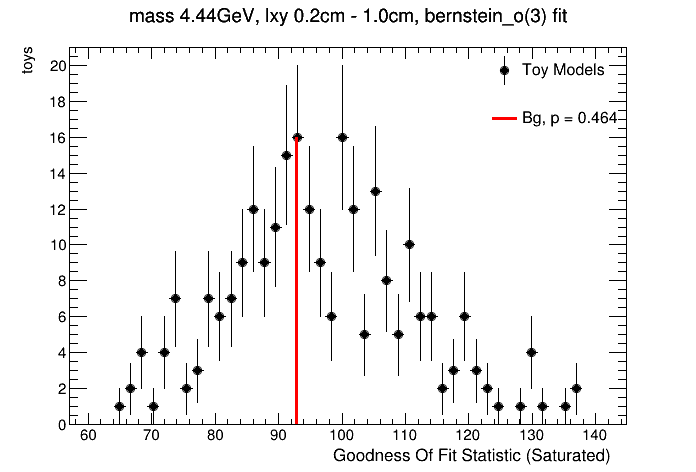 mass 4.44GeV, lxy 0.2cm - 1.0cm, bernstein_o(3) fit
toys
20
18
16
14
12
10
8
6
4
2
0
Toy Models
Bg, p = 0.464
60 70 80 90 100 110 120 130 140
Goodness Of Fit Statistic (Saturated)